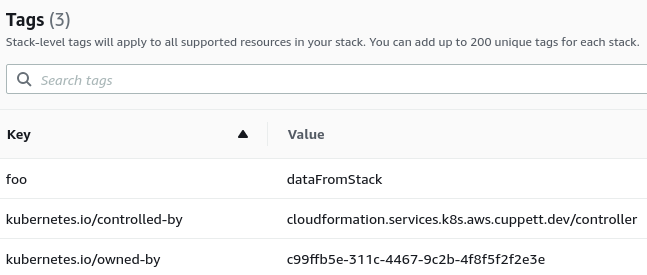 Tags (3)
Stack-level tags will apply to all supported resources in your stack. You can add up to 200 unique tags for each stack.
Search tags
Key Value
foo dataFromStack
kubernetes.io/controlled-by cloudformation.services.k8s.aws.cuppett.dev/controller
kubernetes.io/owned-by c99ffb5e-311c-4467-9c2b-4f8f5f2f2e3e